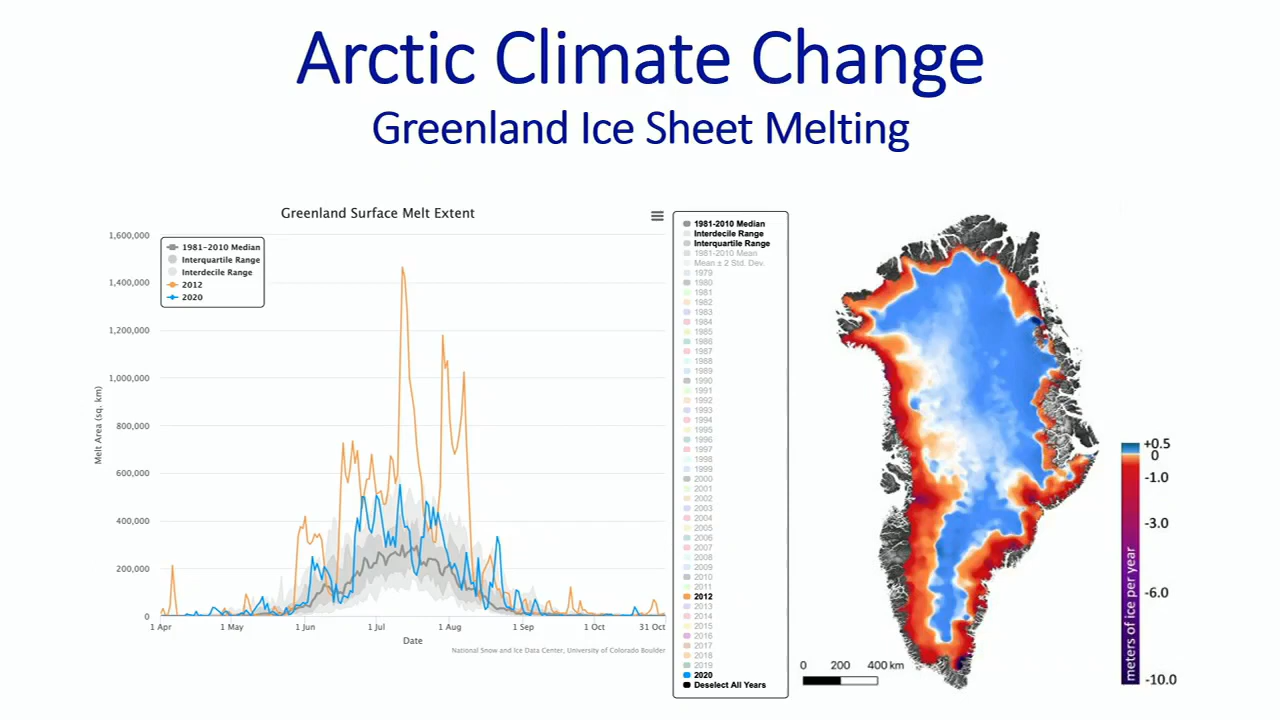 Arctic Climate Change
Greenland Ice Sheet Melting
Greenland Surface Melt Extent
1,600,000
1,400,000
1,200,000
1,000,000
800,000
600,000
400,000
200,000
0
Melt Area (sq. km)
1981-2010 Median
Interquartile Range
Interdecile Range
2012
2020
1 Apr
1 May
1 Jun
1 Jul
1 Aug
1 Sep
1 Oct
31 Oct
Date
National Snow and Ice Data Center, University of Colorado Boulder
1981-2010 Median
Interdecile Range
Interquartile Range
1981-2010 Mean
Mean ± 2 Std. Dev.
1979
1980
1981
1982
1983
1984
1985
1986
1987
1988
1989
1990
1991
1992
1993
1994
1995
1996
1997
1998
1999
2000
2001
2002
2003
2004
2005
2006
2007
2008
2009
2010
2011
2012
2013
2014
2015
2016
2017
2018
2019
2020
Deselect All Years
0 200 400 km
+0.5
0
-1.0
-3.0
-6.0
-10.0
meters of ice per year